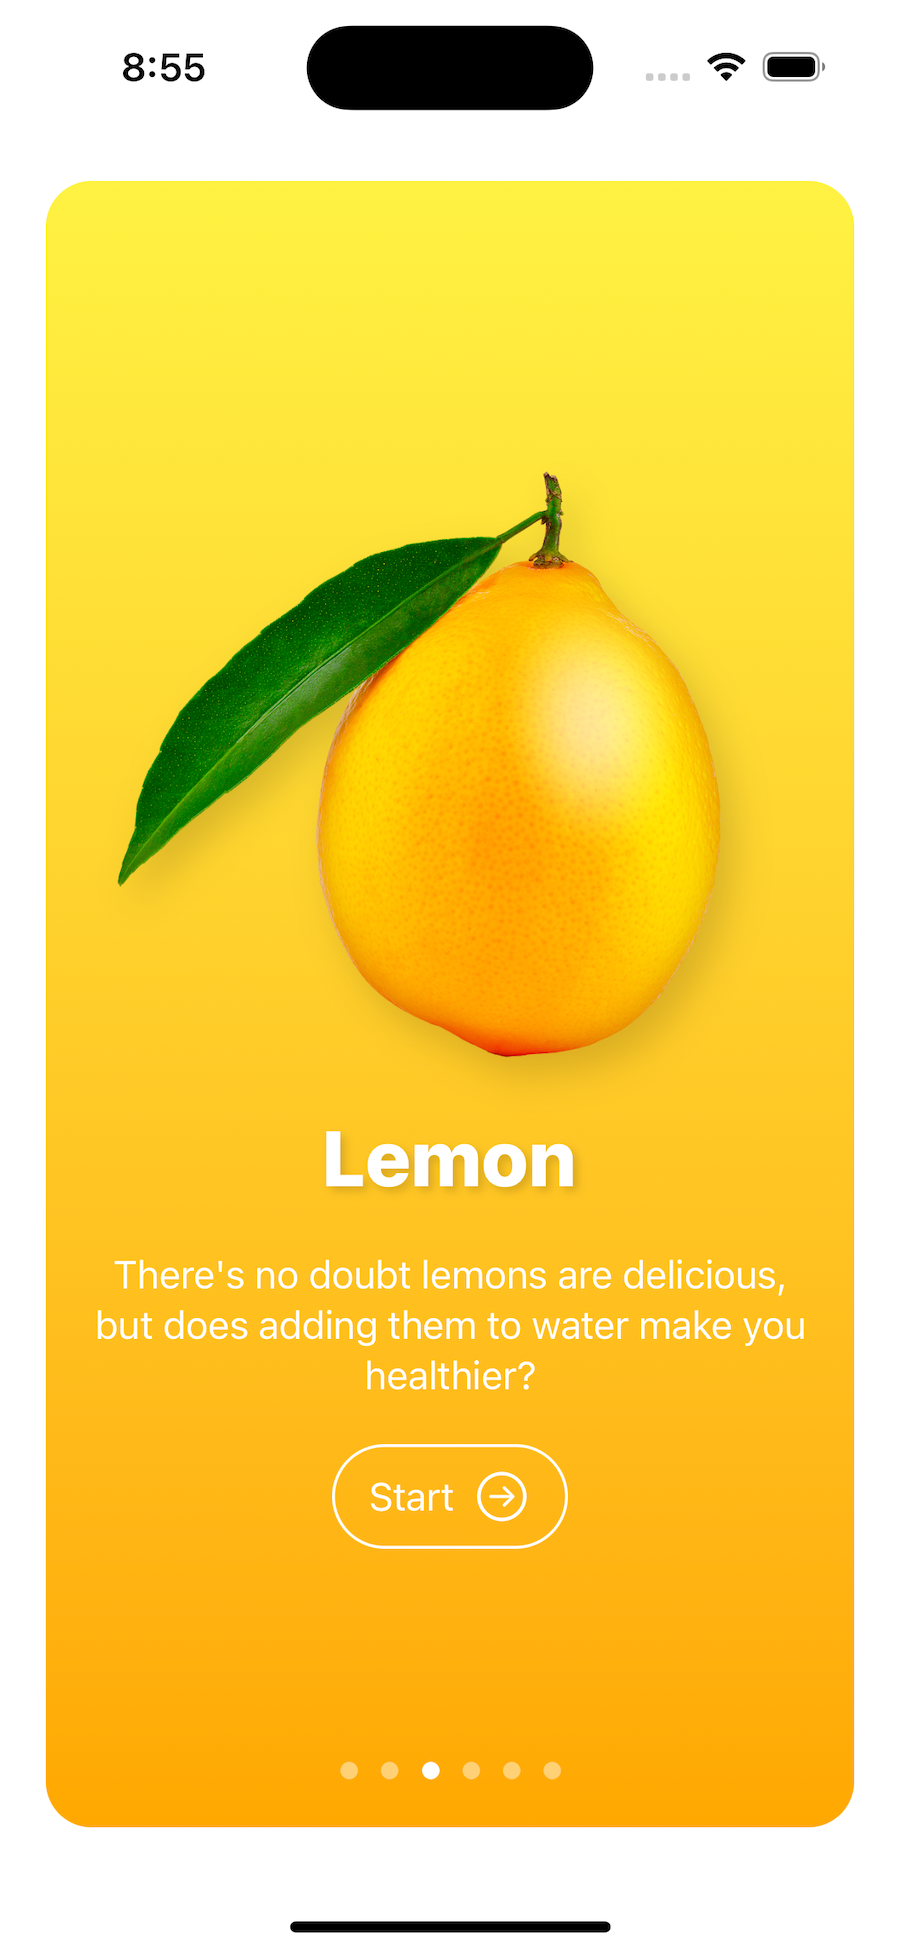 8:55
Lemon
There's no doubt lemons are delicious,
but does adding them to water make you
healthier?
Start